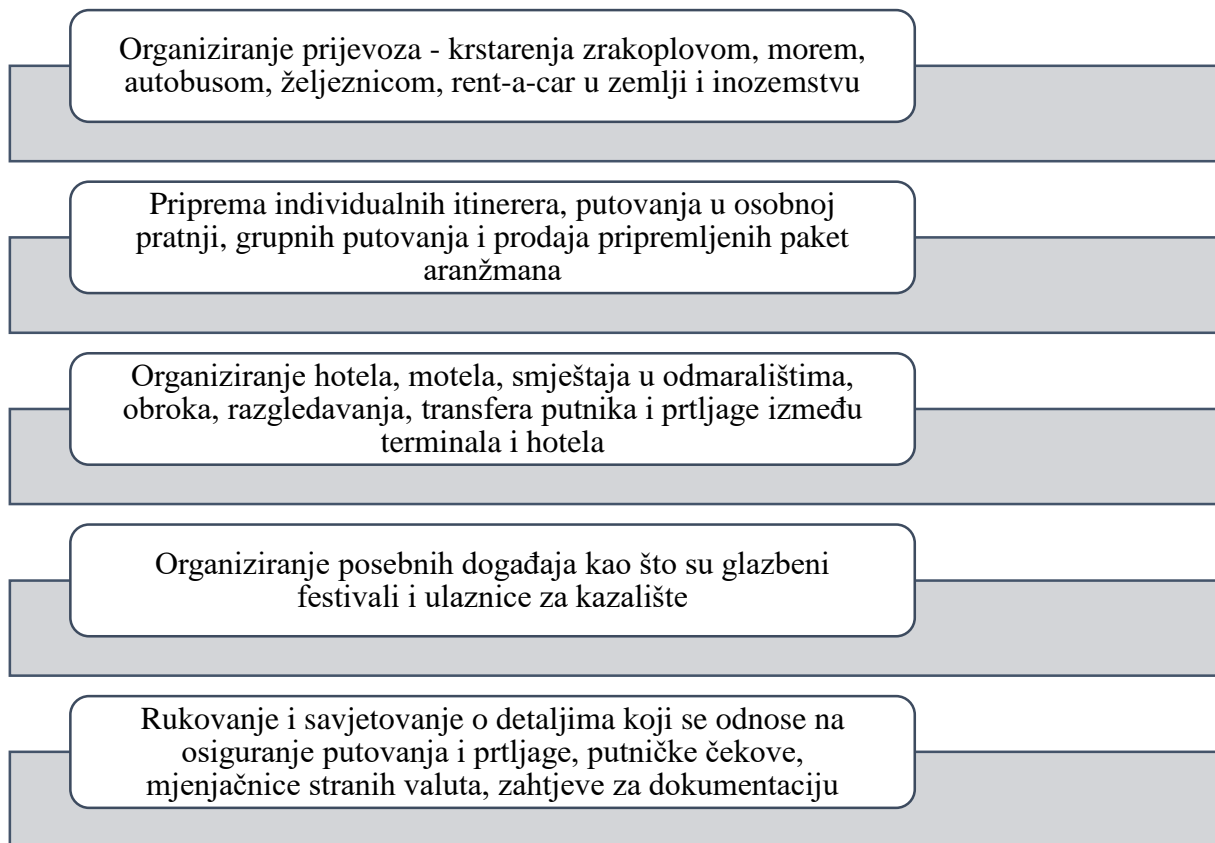 Organiziranje prijevoza - krstarenja zrakoplovom, morem,
autobusom, željeznicom, rent-a-car u zemlji i inozemstvu
Priprema individualnih itinerera, putovanja u osobnoj
pratnji, grupnih putovanja i prodaja pripremljenih paket
aranžmana
Organiziranje hotela, motela, smještaja u odmaralištima,
obroka, razgledavanja, transfera putnika i prtljage između
terminala i hotela
Organiziranje posebnih događaja kao što su glazbeni
festivali i ulaznice za kazalište
Rukovanje i savjetovanje o detaljima koji se odnose na
osiguranje putovanja i prtljage, putničke čekove,
mjenjačnice stranih valuta, zahtjeve za dokumentaciju